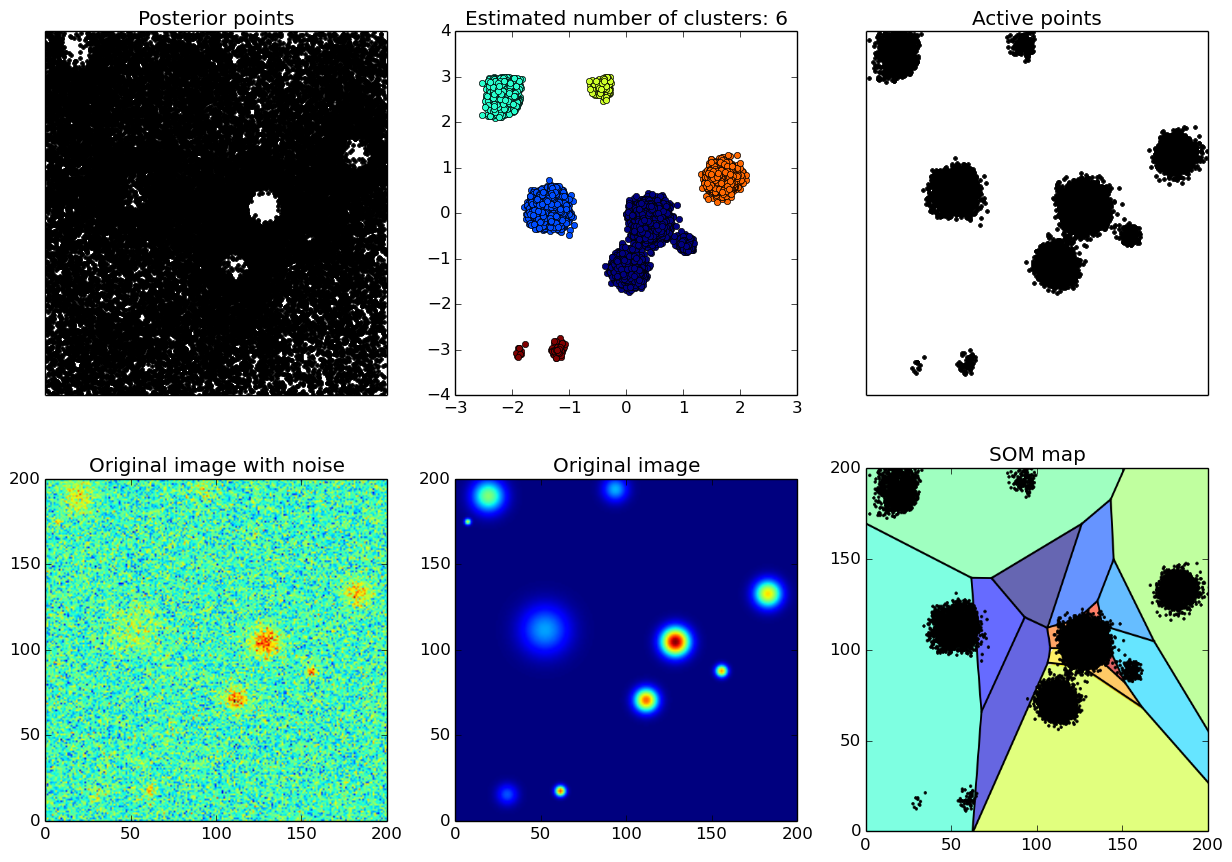 Posterior points
Estimated number of clusters: 6
Active points
4
3
2
1
0
−1
−2
−3
−4
−3 −2 −1 0 1 2 3
Original image with noise
Original image
SOM map
200
150
100
50
0
0 50 100 150 200
200
150
100
50
0
0 50 100 150 200
200
150
100
50
0
0 50 100 150 200